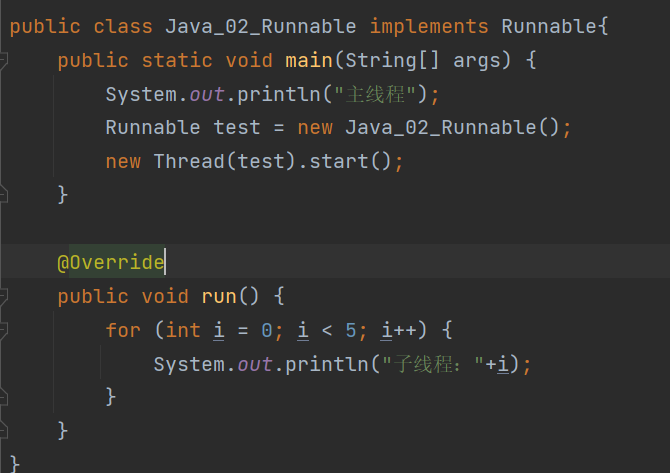 public class Java_02_Runnable implements Runnable{
    public static void main(String[] args) {
        System.out.println("主线程");
        Runnable test = new Java_02_Runnable();
        new Thread(test).start();
    }

    @Override
    public void run() {
        for (int i = 0; i < 5; i++) {
            System.out.println("子线程："+i);
        }
    }
}